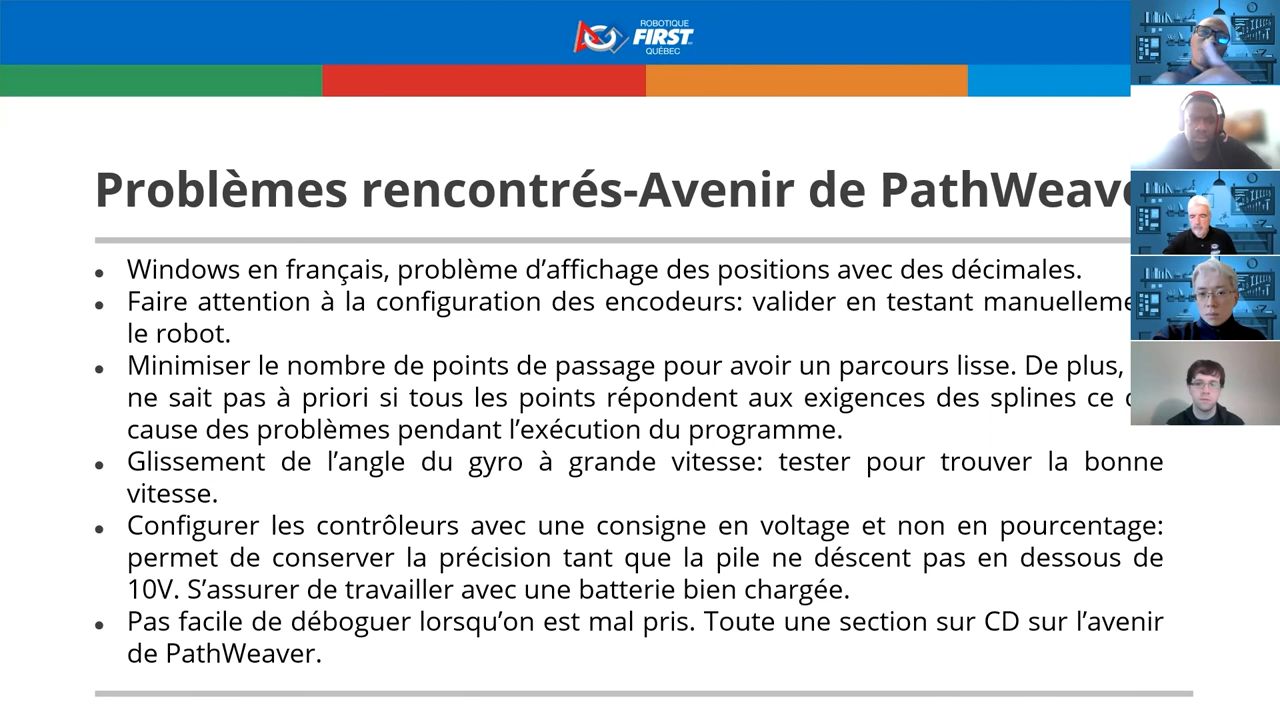 ROBOTIQUE
FIRST
QUÉBEC
Problèmes rencontrés-Avenir de
Windows en français, problème d’affichage des positions avec des décimales.
Faire attention à la configuration des encodeurs: valider en testant
le robot.
Minimiser le nombre de points de passage pour avoir un parcours lisse. De plus,
ne sait pas à priori si tous les points répondent aux exigences des splines ce
cause des problèmes pendant l’exécution du programme.
Glissement de l’angle du gyro à grande vitesse: tester pour trouver la bonne
vitesse.
Configurer les contrôleurs avec une consigne en voltage et non en pourcentage:
permet de conserver la précision tant que la pile ne déscent pas en dessous de
10V. S’assurer de travailler avec une batterie bien chargée.
Pas facile de déboguer lorsqu’on est mal pris. Toute une section sur CD sur l’avenir
de PathWeaver.